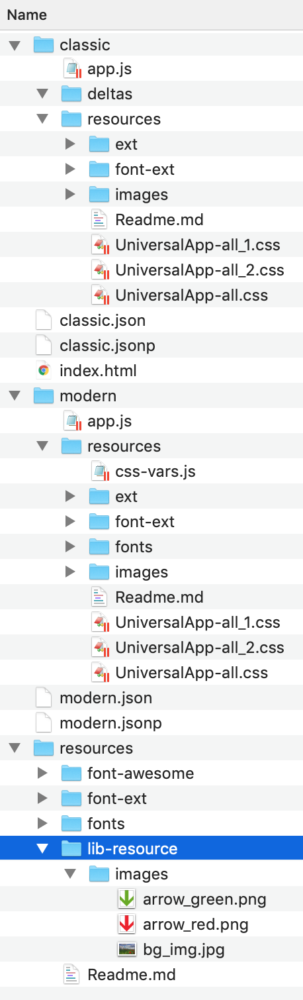 Name
classic
app.js
deltas
resources
ext
font-ext
images
Readme.md
UniversalApp-all_1.css
UniversalApp-all_2.css
UniversalApp-all.css
classic.json
classic.jsonp
index.html
modern
app.js
resources
css-vars.js
ext
font-ext
fonts
images
Readme.md
UniversalApp-all_1.css
UniversalApp-all_2.css
UniversalApp-all.css
modern.json
modern.jsonp
resources
font-awesome
font-ext
fonts
lib-resource
images
arrow_green.png
arrow_red.png
bg_img.jpg
Readme.md